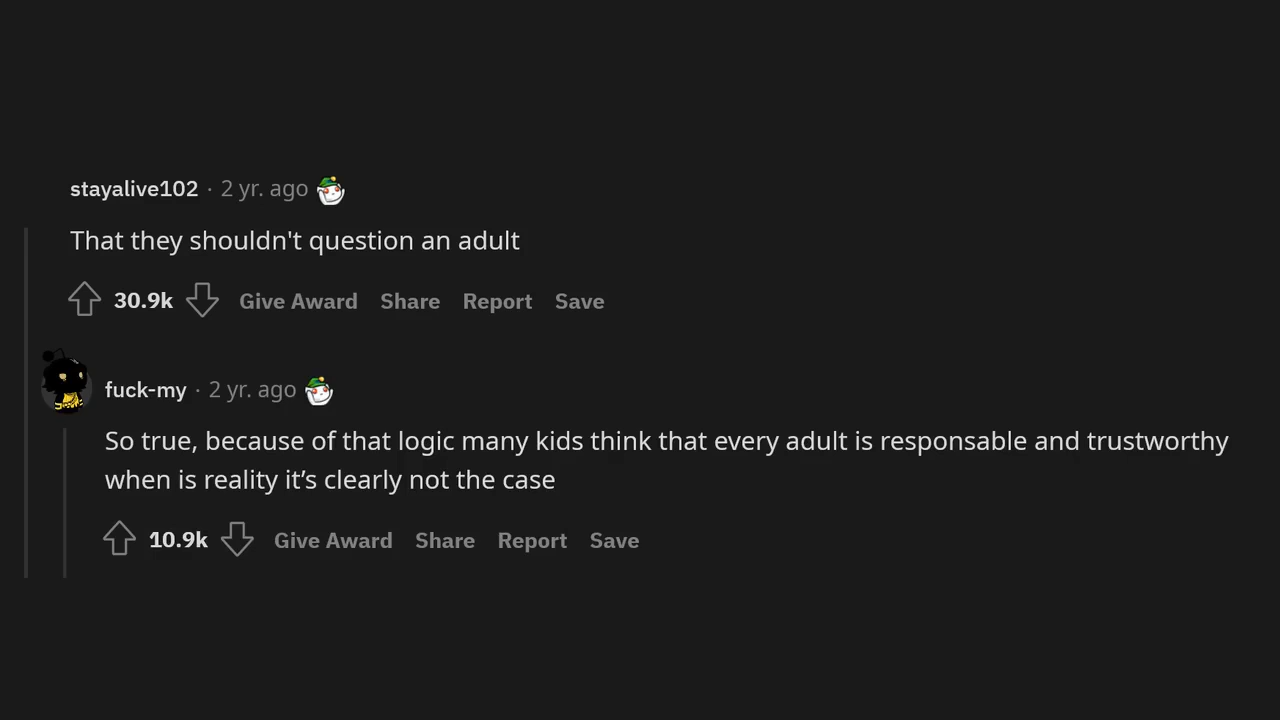 stayalive102 · 2 yr. ago
That they shouldn't question an adult
30.9k Give Award Share Report Save
fuck-my · 2 yr. ago
So true, because of that logic many kids think that every adult is responsable and trustworthy
when is reality it’s clearly not the case
10.9k Give Award Share Report Save